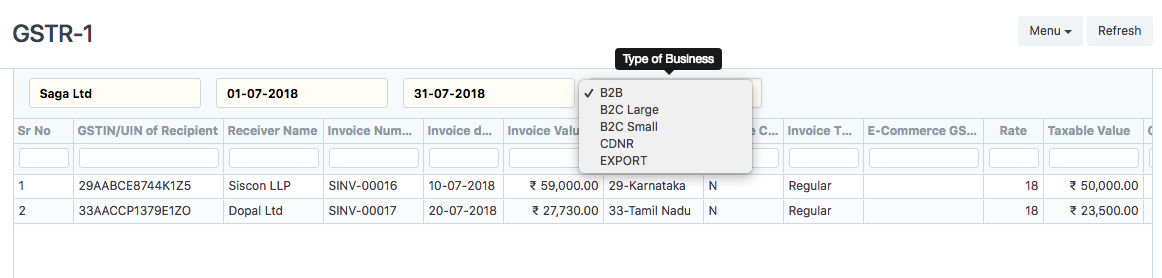 GSTR-1
Menu Refresh
Type of Business
Saga Ltd 01-07-2018 31-07-2018
✓ B2B
B2C Large
B2C Small
CDNR
EXPORT
Sr No GSTIN/UIN of Recipient Receiver Name Invoice Num... Invoice d... Invoice Valu Invoice T... E-Commerce GS... Rate Taxable Value
1 29AABCE8744K1Z5 Siscon LLP SINV-00016 10-07-2018 ₹ 59,000.00 29-Karnataka N Regular 18 ₹ 50,000.00
2 33AACCP1379E1ZO Dopal Ltd SINV-00017 20-07-2018 ₹ 27,730.00 33-Tamil Nadu N Regular 18 ₹ 23,500.00